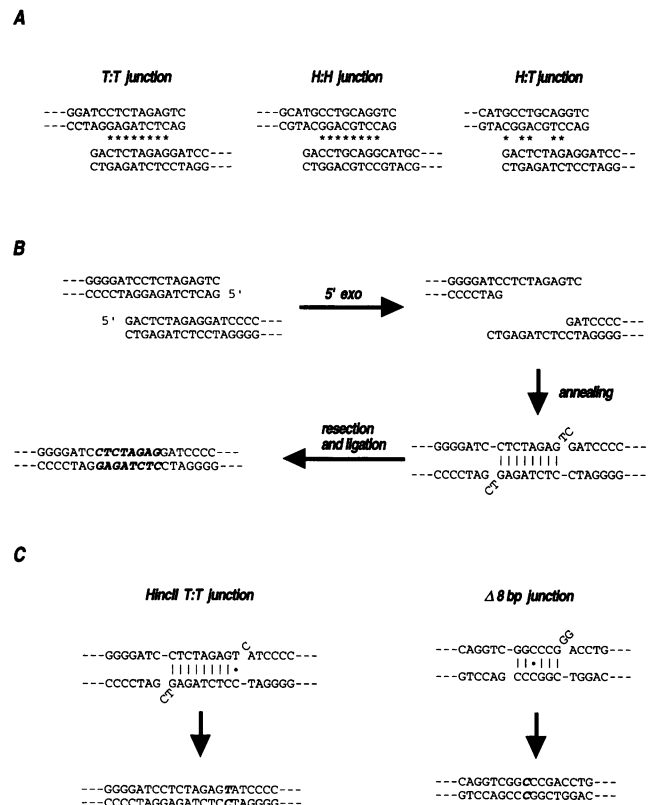 A
T:T junction H:H junction H:T junction
---GGATCCTCTAGAGTC ---GCATGCCTGCAGGTC ---CATGCCTGCAGGTC
---CCTAGGAGATCTCAG ---CGTACGGACGTCCAG ---GTACGGACGTCCAG
******** ******** * ** **
GACTCTAGAGGATCC--- GACCTGCAGGCATGC--- GACTCTAGAGGATCC--
CTGAGATCTCCTAGG--- CTGGACGTCCGTACG--- CTGAGATCTCCTAGG--
B
---GGGGATCCTCTAGAGTC
---CCCCTAGGAGATCTCAG 5'
5' GACTCTAGAGGATCCCC---
CTGAGATCTCCTAGGGG---
5' exo
---GGGGATCCTCTAGAGTC
---CCCCTAG
GATCCCC---
CTGAGATCTCCTAGGGG---
annealing
TC
---GGGGATC-CTCTAGAG GATCCCC---
||||||||
---CCCCTAG GAGATCTC-CTAGGGG---
CT
resection
and ligation
---GGGGATCCTCTAGAGGATCCCC---
---CCCCTAGGAGATCTCCTAGGGG---
C
HincII T:T junction Δ8 bp junction
C
---GGGGATC-CTCTAGAGT ATCCCC---
||||||||•
---CCCCTAG GAGATCTCC-TAGGGG---
CT
GG
---CAGGTC-GGCCCG ACCTG---
||•|||
---GTCCAG CCCGGC-TGGAC---
---GGGGATCCTCTAGAGTATCCCC---
---CCCCTAGGAGATCTCCTAGGGG---
---CAGGTCGGCCCGACCTG---
---GTCCAGCCCGGCTGGAC---